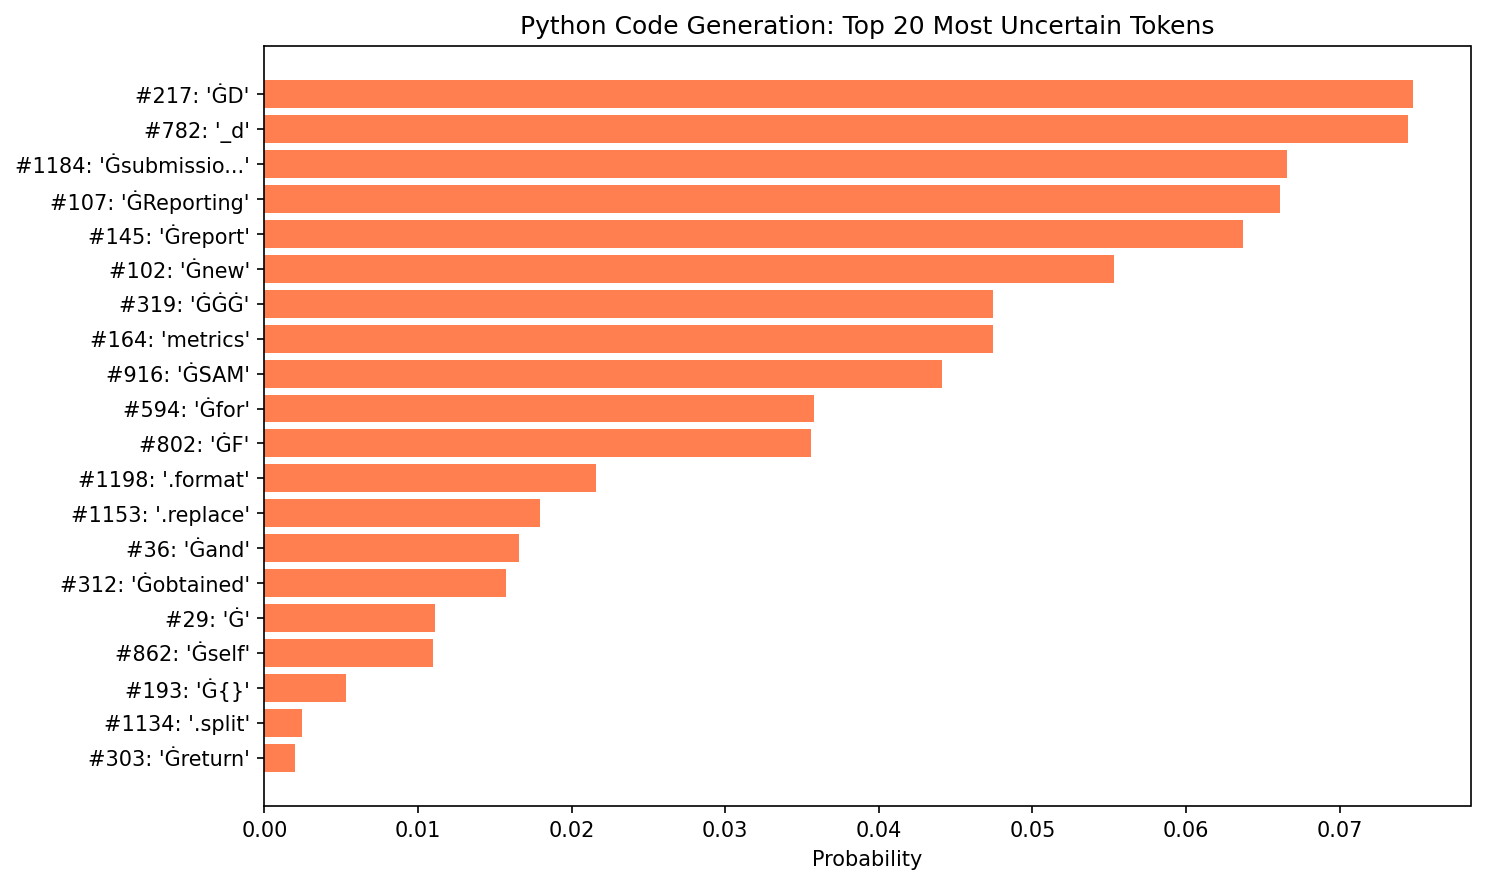 Python Code Generation: Top 20 Most Uncertain Tokens
#217: 'ĠD'
#782: '_d'
#1184: 'Ġsubmissio...'
#107: 'ĠReporting'
#145: 'Ġreport'
#102: 'Ġnew'
#319: 'ĠĠĠ'
#164: 'metrics'
#916: 'ĠSAM'
#594: 'Ġfor'
#802: 'ĠF'
#1198: '.format'
#1153: '.replace'
#36: 'Ġand'
#312: 'Ġobtained'
#29: 'Ġ'
#862: 'Ġself'
#193: 'Ġ{}'
#1134: '.split'
#303: 'Ġreturn'
0.00 0.01 0.02 0.03 0.04 0.05 0.06 0.07
Probability